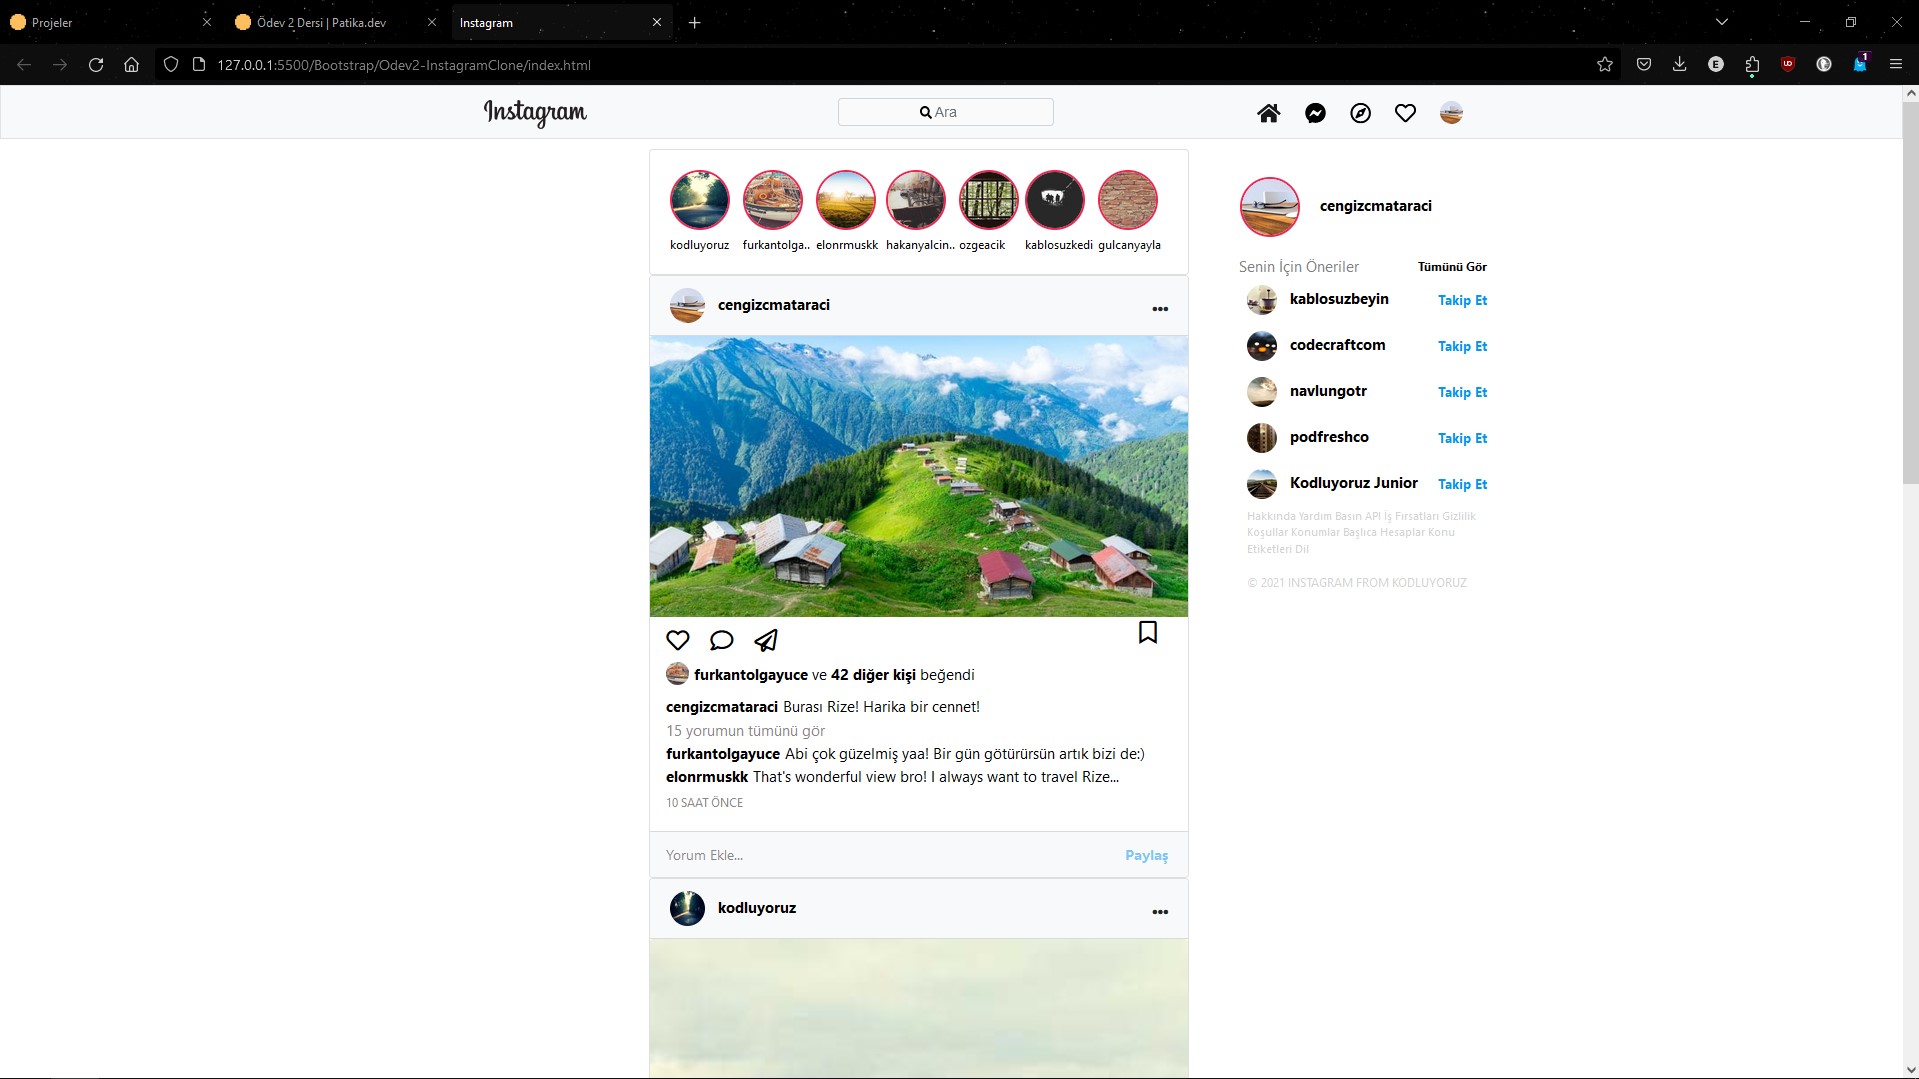 Projeler
Ödev 2 Dersi | Patika.dev
Instagram
127.0.0.1:5500/Bootstrap/Odev2-InstagramClone/index.html
E
UD
1
Instagram
Ara
kodluyoruz
furkantolga..
elonrmuskk
hakanyalcin..
ozgeacik
kablosuzkedi
gulcanyayla
cengizcmataraci
cengizcmataraci
Burası Rize! Harika bir cennet!
furkantolgayuce ve 42 diğer kişi beğendi
15 yorumun tümünü gör
furkantolgayuce Abi çok güzelmiş yaa! Bir gün götürürsün artık bizi de:)
elonrmuskk That's wonderful view bro! I always want to travel Rize...
10 SAAT ÖNCE
Yorum Ekle...
Paylaş
kodluyoruz
cengizcmataraci
Senin İçin Öneriler
Tümünü Gör
kablosuzbeyin
Takip Et
codecraftcom
Takip Et
navlungotr
Takip Et
podfreshco
Takip Et
Kodluyoruz Junior
Takip Et
Hakkında Yardım Basın API İş Fırsatları Gizlilik
Koşullar Konumlar Başlıca Hesaplar Konu
Etiketleri Dil
© 2021 INSTAGRAM FROM KODLUYORUZ